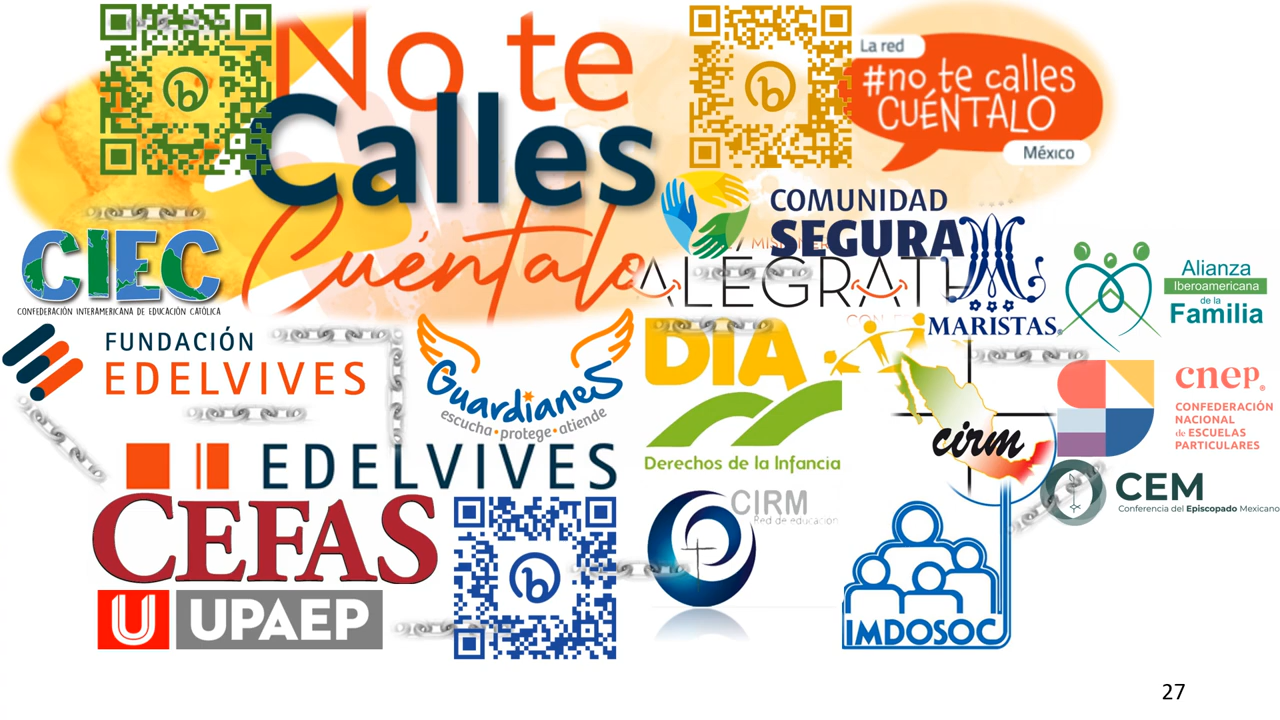 No te
Calles
Cuéntalo
La red
#no te calles
CUÉNTALO
México
COMUNIDAD
SEGURA
ALEGRATH
CIEC
CONFEDERACIÓN INTERAMERICANA DE EDUCACIÓN CATÓLICA
MARISTAS
Alianza
Iberoamericana
de la
Familia
FUNDACIÓN
EDELVIVES
Guardianes
escucha • protege • atiende
DIA
Derechos de la Infancia
cirm
cnep.
CONFEDERACIÓN
NACIONAL
de ESCUELAS
PARTICULARES
EDELVIVES
CEM
Conferencia del Episcopado Mexicano
CEFAS
CIRM
Red de educación
U UPAEP
IMDOSOC
27